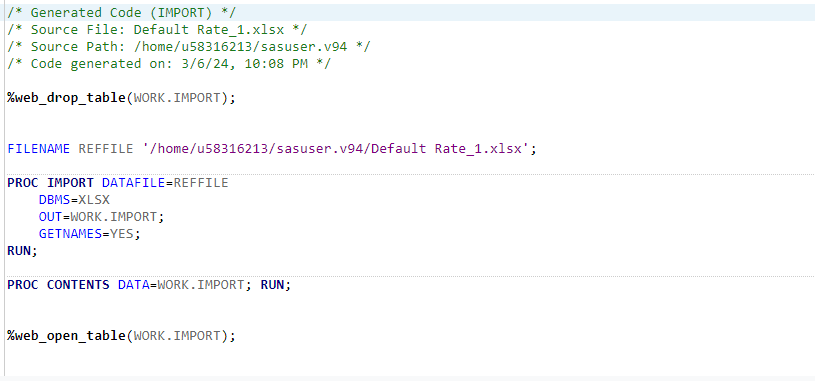 /* Generated Code (IMPORT) */
/* Source File: Default Rate_1.xlsx */
/* Source Path: /home/u58316213/sasuser.v94 */
/* Code generated on: 3/6/24, 10:08 PM */
%web_drop_table(WORK.IMPORT);
FILENAME REFFILE '/home/u58316213/sasuser.v94/Default Rate_1.xlsx';
PROC IMPORT DATAFILE=REFFILE
DBMS=XLSX
OUT=WORK.IMPORT;
GETNAMES=YES;
RUN;
PROC CONTENTS DATA=WORK.IMPORT; RUN;
%web_open_table(WORK.IMPORT);